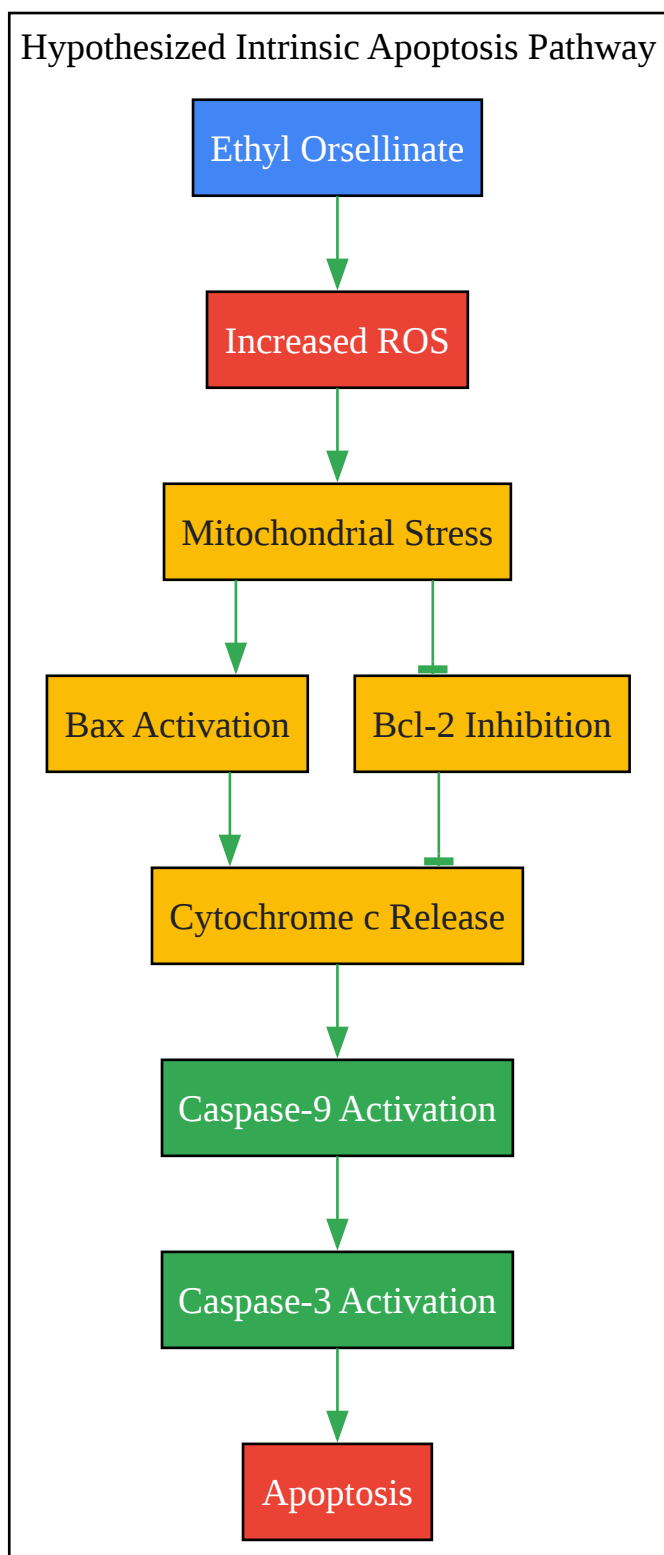 Hypothesized Intrinsic Apoptosis Pathway
Ethyl Orsellinate
Increased ROS
Mitochondrial Stress
Bax Activation
Bcl-2 Inhibition
Cytochrome c Release
Caspase-9 Activation
Caspase-3 Activation
Apoptosis